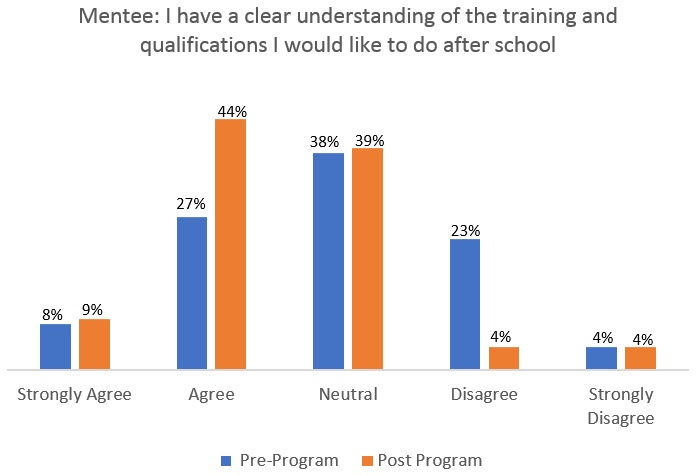 Mentee: I have a clear understanding of the training and
qualifications I would like to do after school
8%
9%
27%
44%
38%
39%
23%
4%
4%
4%
Strongly Agree
Agree
Neutral
Disagree
Strongly
Disagree
Pre-Program
Post Program